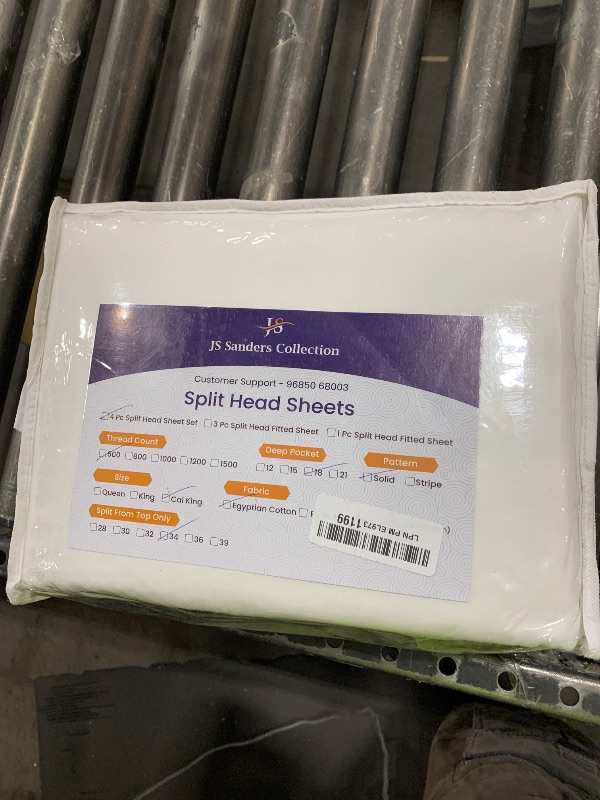 JS
JS Sanders Collection
Customer Support - 96850 68003
Split Head Sheets
4 Pc Split Head Sheet Set 3 Pc Split Head Fitted Sheet 1 Pc Split Head Fitted Sheet
Thread Count Deep Pocket Pattern
600 800 1000 1200 1500 12 15 18 21 Solid Stripe
Size Fabric
Queen King Cal King Egyptian Cotton
Split From Top Only
28 30 32 34 36 39
LPN PM EL973 1199